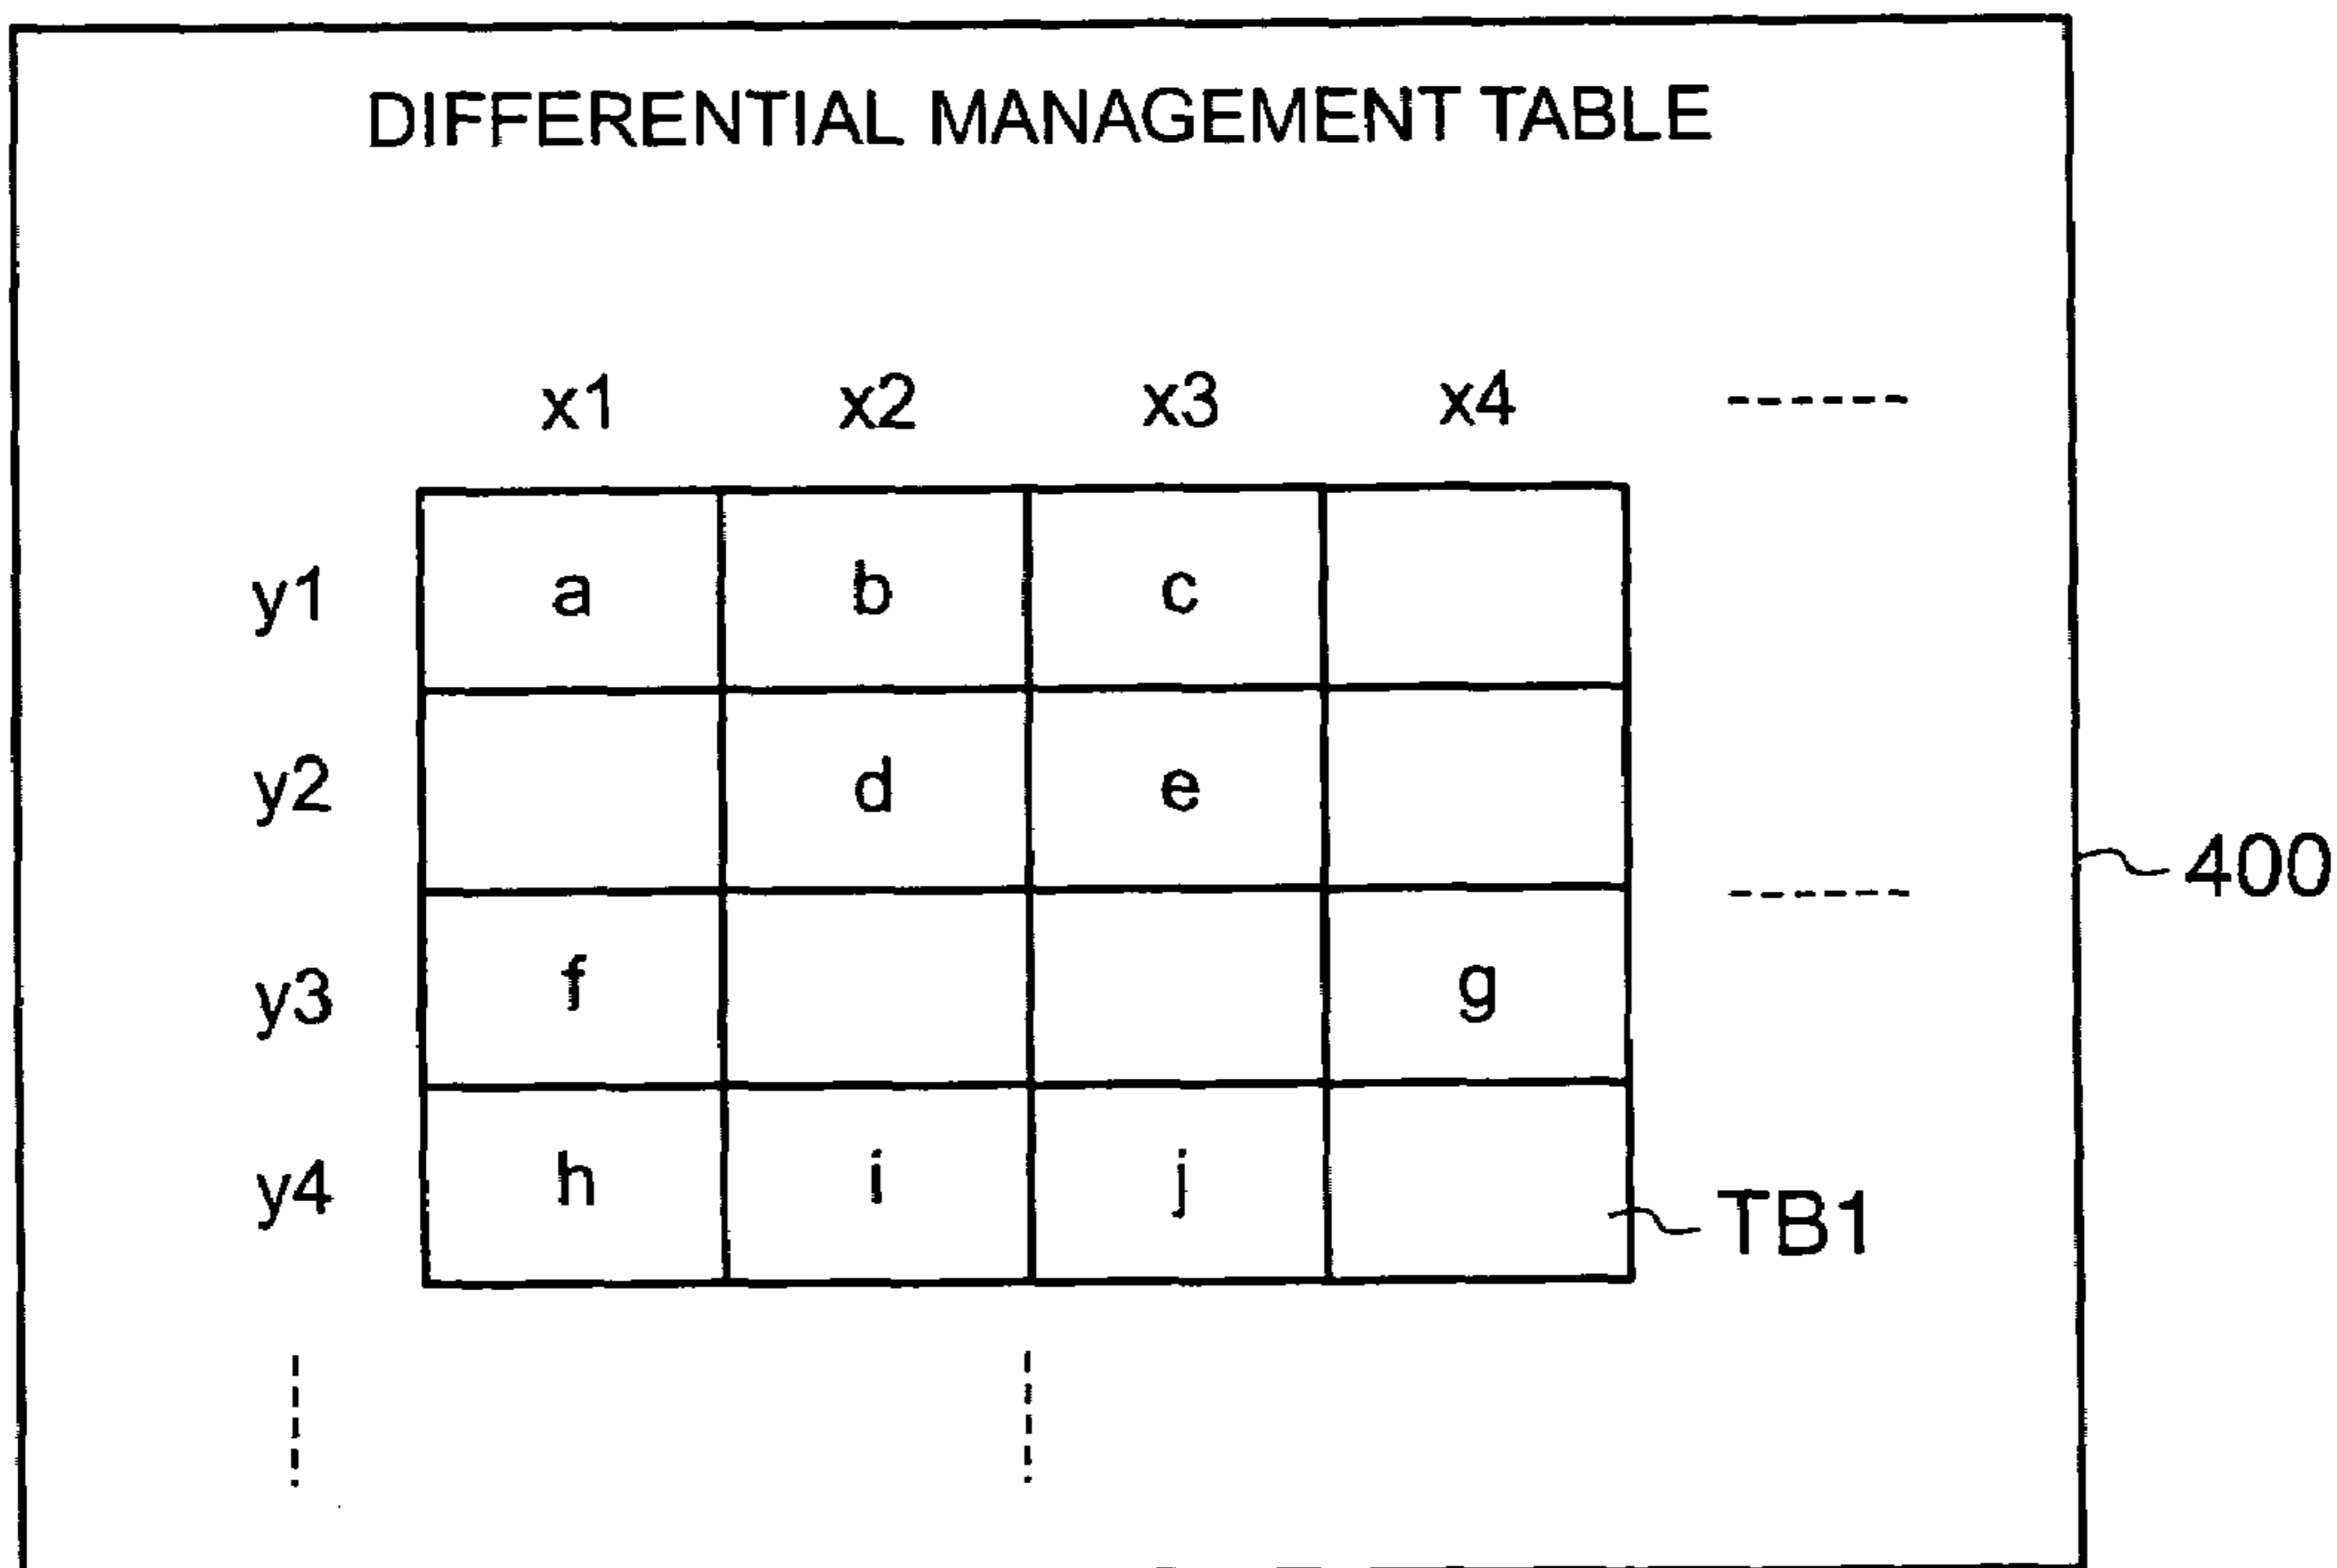 DIFFERENTIAL MANAGEMENT TABLE
x1 x2 x3 x4 ------
y1 a b c
y2 d e
400
------
y3 f g
y4 h i j
TB1